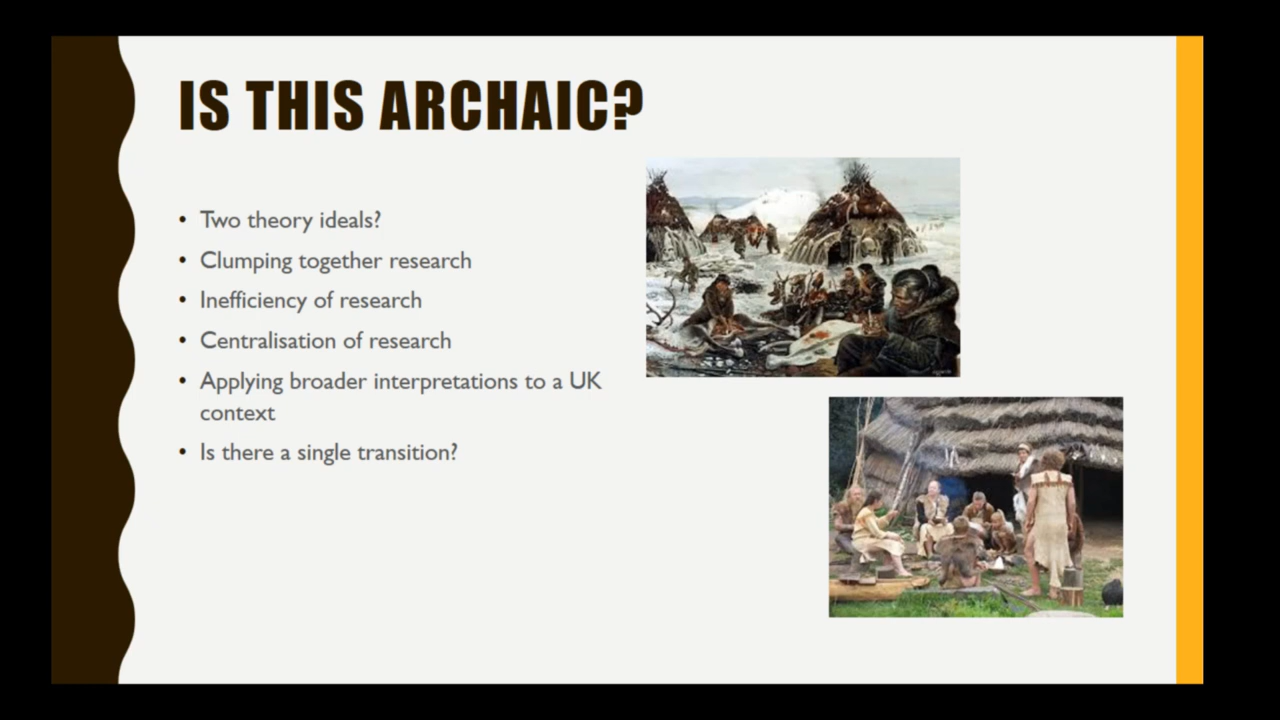 IS THIS ARCHAIC?
• Two theory ideals?
• Clumping together research
• Inefficiency of research
• Centralisation of research
• Applying broader interpretations to a UK
context
• Is there a single transition?